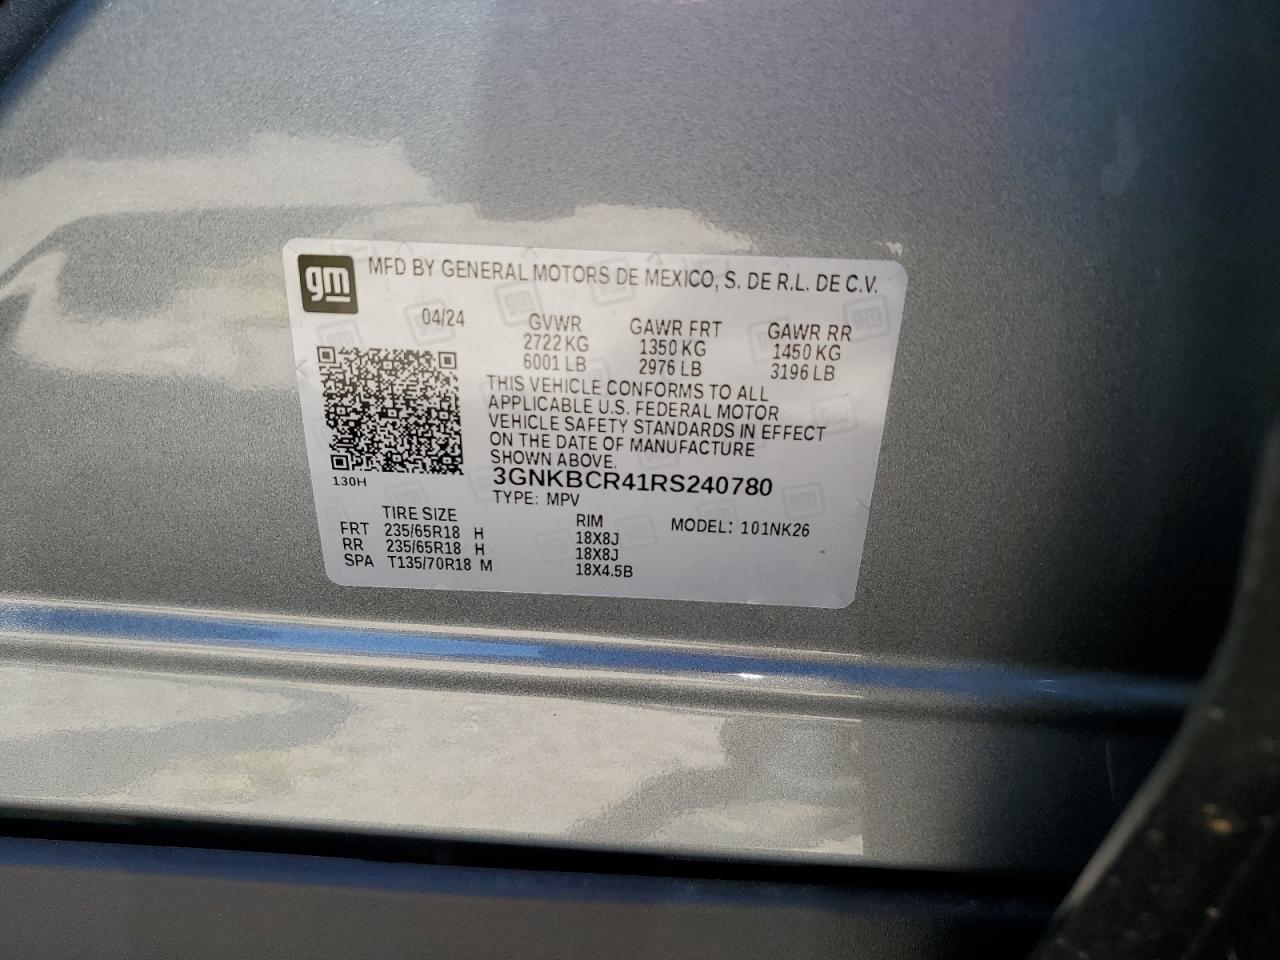 gm MFD BY GENERAL MOTORS DE MEXICO, S. DE R.L. DE C.V.
04/24 GVWR GAWR FRT GAWR RR
2722 KG 1350 KG 1450 KG
6001 LB 2976 LB 3196 LB
THIS VEHICLE CONFORMS TO ALL
APPLICABLE U.S. FEDERAL MOTOR
VEHICLE SAFETY STANDARDS IN EFFECT
ON THE DATE OF MANUFACTURE
SHOWN ABOVE.
130H 3GNKBCR41RS240780
TYPE: MPV
TIRE SIZE RIM MODEL: 101NK26
FRT 235/65R18 H 18X8J
RR 235/65R18 H 18X8J
SPA T135/70R18 M 18X4.5B